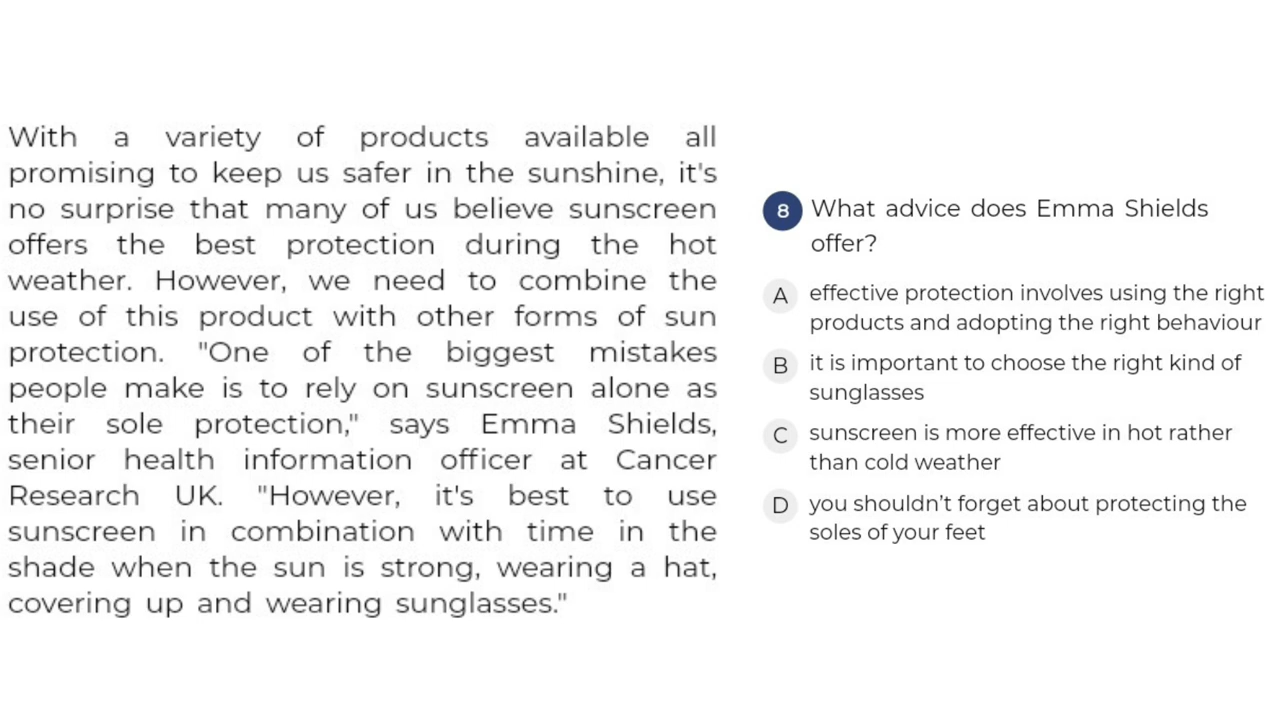 With a variety of products available all
promising to keep us safer in the sunshine, it's
no surprise that many of us believe sunscreen
offers the best protection during the hot
weather. However, we need to combine the
use of this product with other forms of sun
protection. "One of the biggest mistakes
people make is to rely on sunscreen alone as
their sole protection," says Emma Shields,
senior health information officer at Cancer
Research UK. "However, it's best to use
sunscreen in combination with time in the
shade when the sun is strong, wearing a hat,
covering up and wearing sunglasses."
8 What advice does Emma Shields
offer?
A effective protection involves using the right
products and adopting the right behaviour
B it is important to choose the right kind of
sunglasses
C sunscreen is more effective in hot rather
than cold weather
D you shouldn’t forget about protecting the
soles of your feet